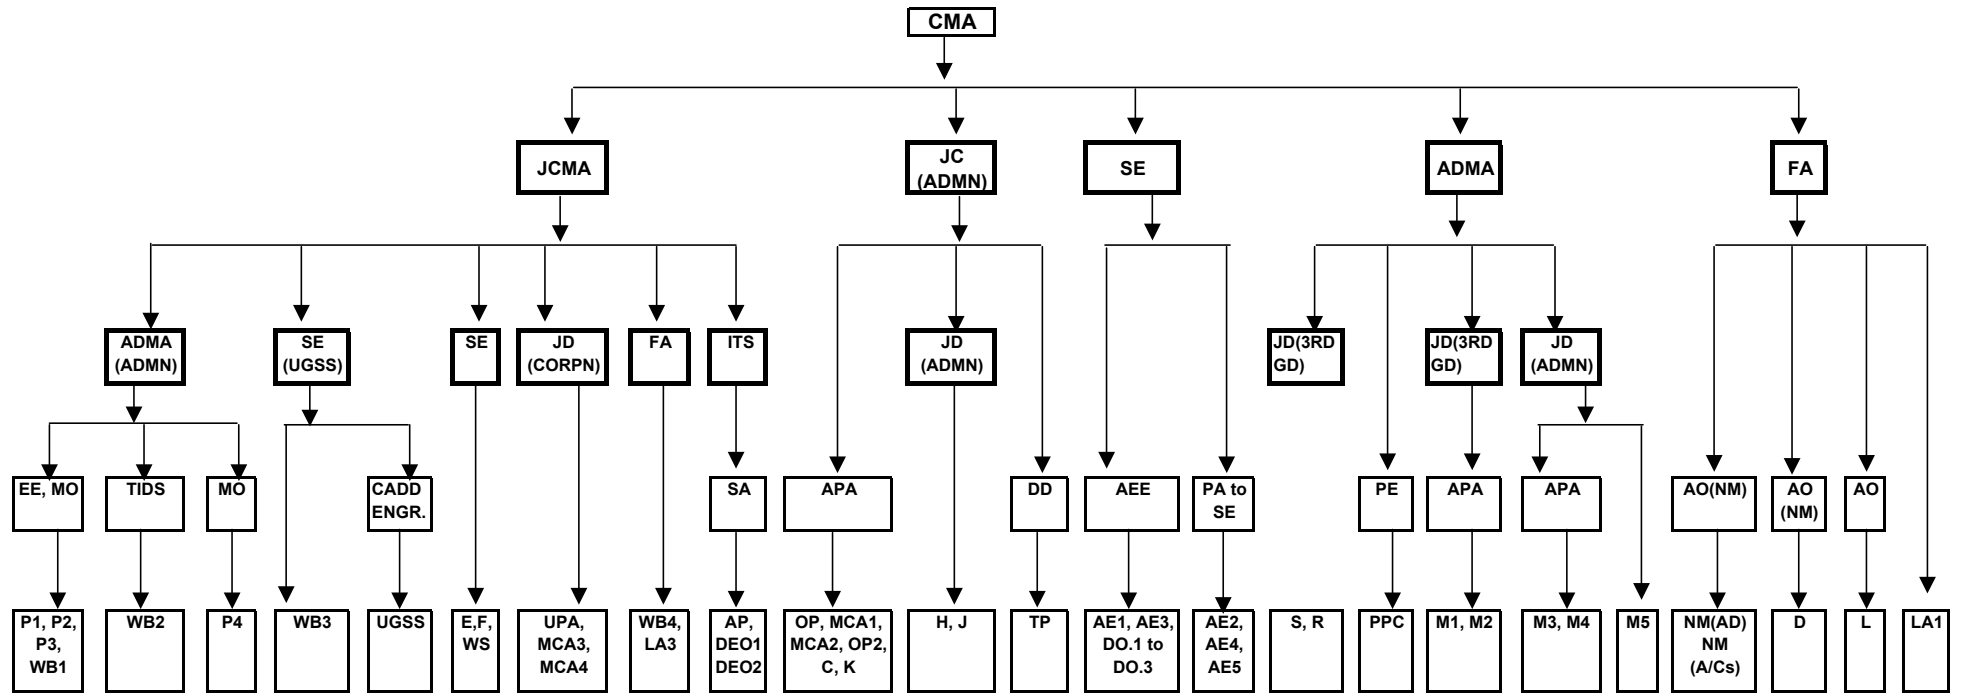 CMA
JCMA
JC
(ADMN)
SE
ADMA
FA
ADMA
(ADMN)
SE
(UGSS)
SE
JD
(CORPN)
FA
ITS
JD
(ADMN)
JD(3RD
GD)
JD(3RD
GD)
JD
(ADMN)
EE, MO
TIDS
MO
CADD
ENGR.
SA
APA
DD
AEE
PA to
SE
PE
APA
APA
AO(NM)
AO
(NM)
AO
P1, P2,
P3,
WB1
WB2
P4
WB3
UGSS
E,F,
WS
UPA,
MCA3,
MCA4
WB4,
LA3
AP,
DEO1
DEO2
OP, MCA1,
MCA2, OP2,
C, K
H, J
TP
AE1, AE3,
DO.1 to
DO.3
AE2,
AE4,
AE5
S, R
PPC
M1, M2
M3, M4
M5
NM(AD)
NM
(A/Cs)
D
L
LA1